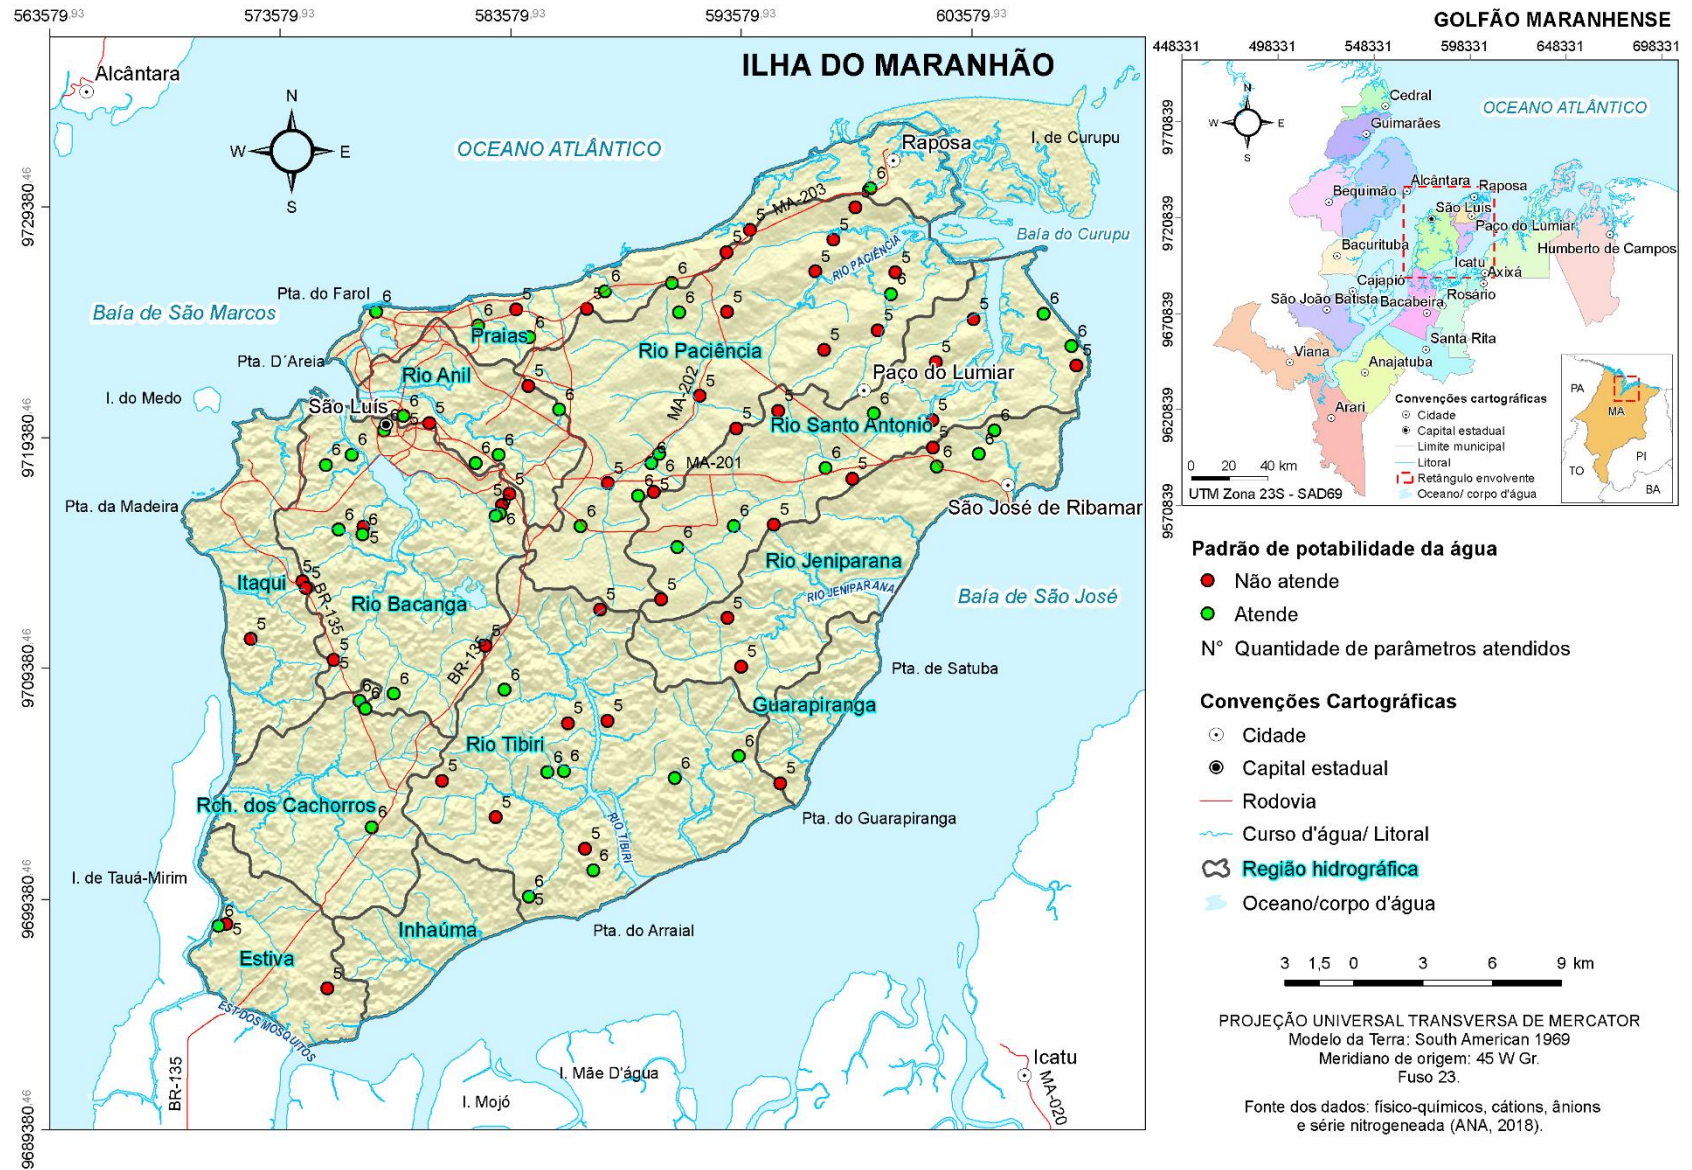 563579,93
573579,93
583579,93
593579,93
603579,93
9729380,46
9719380,46
9709380,46
9699380,46
9689380,46
ILHA DO MARANHÃO
Alcântara
N
W
E
S
OCEANO ATLÂNTICO
Raposa
I. de Curupu
MA-203
Baía do Curupu
RIO PACIÊNCIA
Pta. do Farol
Baía de São Marcos
Praias
Rio Paciência
Pta. D´Areia
Rio Anil
I. do Medo
São Luís
MA-202
Paço do Lumiar
Rio Santo Antonio
MA-201
Pta. da Madeira
São José de Ribamar
Rio Jeniparana
Itaqui
BR-135
Rio Bacanga
RIO JENIPARANA
Baía de São José
BR-135
Pta. de Satuba
Guarapiranga
Rio Tibiri
Rch. dos Cachorros
RIO TIBIRI
Pta. do Guarapiranga
I. de Tauá-Mirim
Inhaúma
Pta. do Arraial
Estiva
EST. DOS MOSQUITOS
BR-135
I. Mãe D'água
I. Mojó
Icatu
MA-020
GOLFÃO MARANHENSE
448331
498331
548331
598331
648331
698331
9770839
9720839
9670839
9620839
9570839
N
W
E
S
Cedral
OCEANO ATLÂNTICO
Guimarães
Alcântara
Bequimão
Raposa
São Luís
Paço do Lumiar
Bacurituba
Humberto de Campos
Icatu
Axixá
Cajapió
Rosário
São João Batista
Bacabeira
Santa Rita
Viana
Anajatuba
Arari
Convenções cartográficas
Cidade
Capital estadual
Limite municipal
Litoral
Retângulo envolvente
Oceano/ corpo d'água
0 20 40 km
UTM Zona 23S - SAD69
PA
MA
PI
TO
BA
Padrão de potabilidade da água
Não atende
Atende
N° Quantidade de parâmetros atendidos
Convenções Cartográficas
Cidade
Capital estadual
Rodovia
Curso d'água/ Litoral
Região hidrográfica
Oceano/corpo d'água
3 1,5 0 3 6 9 km
PROJEÇÃO UNIVERSAL TRANSVERSA DE MERCATOR
Modelo da Terra: South American 1969
Meridiano de origem: 45 W Gr.
Fuso 23.
Fonte dos dados: físico-químicos, cátions, ânions
e série nitrogeneada (ANA, 2018).